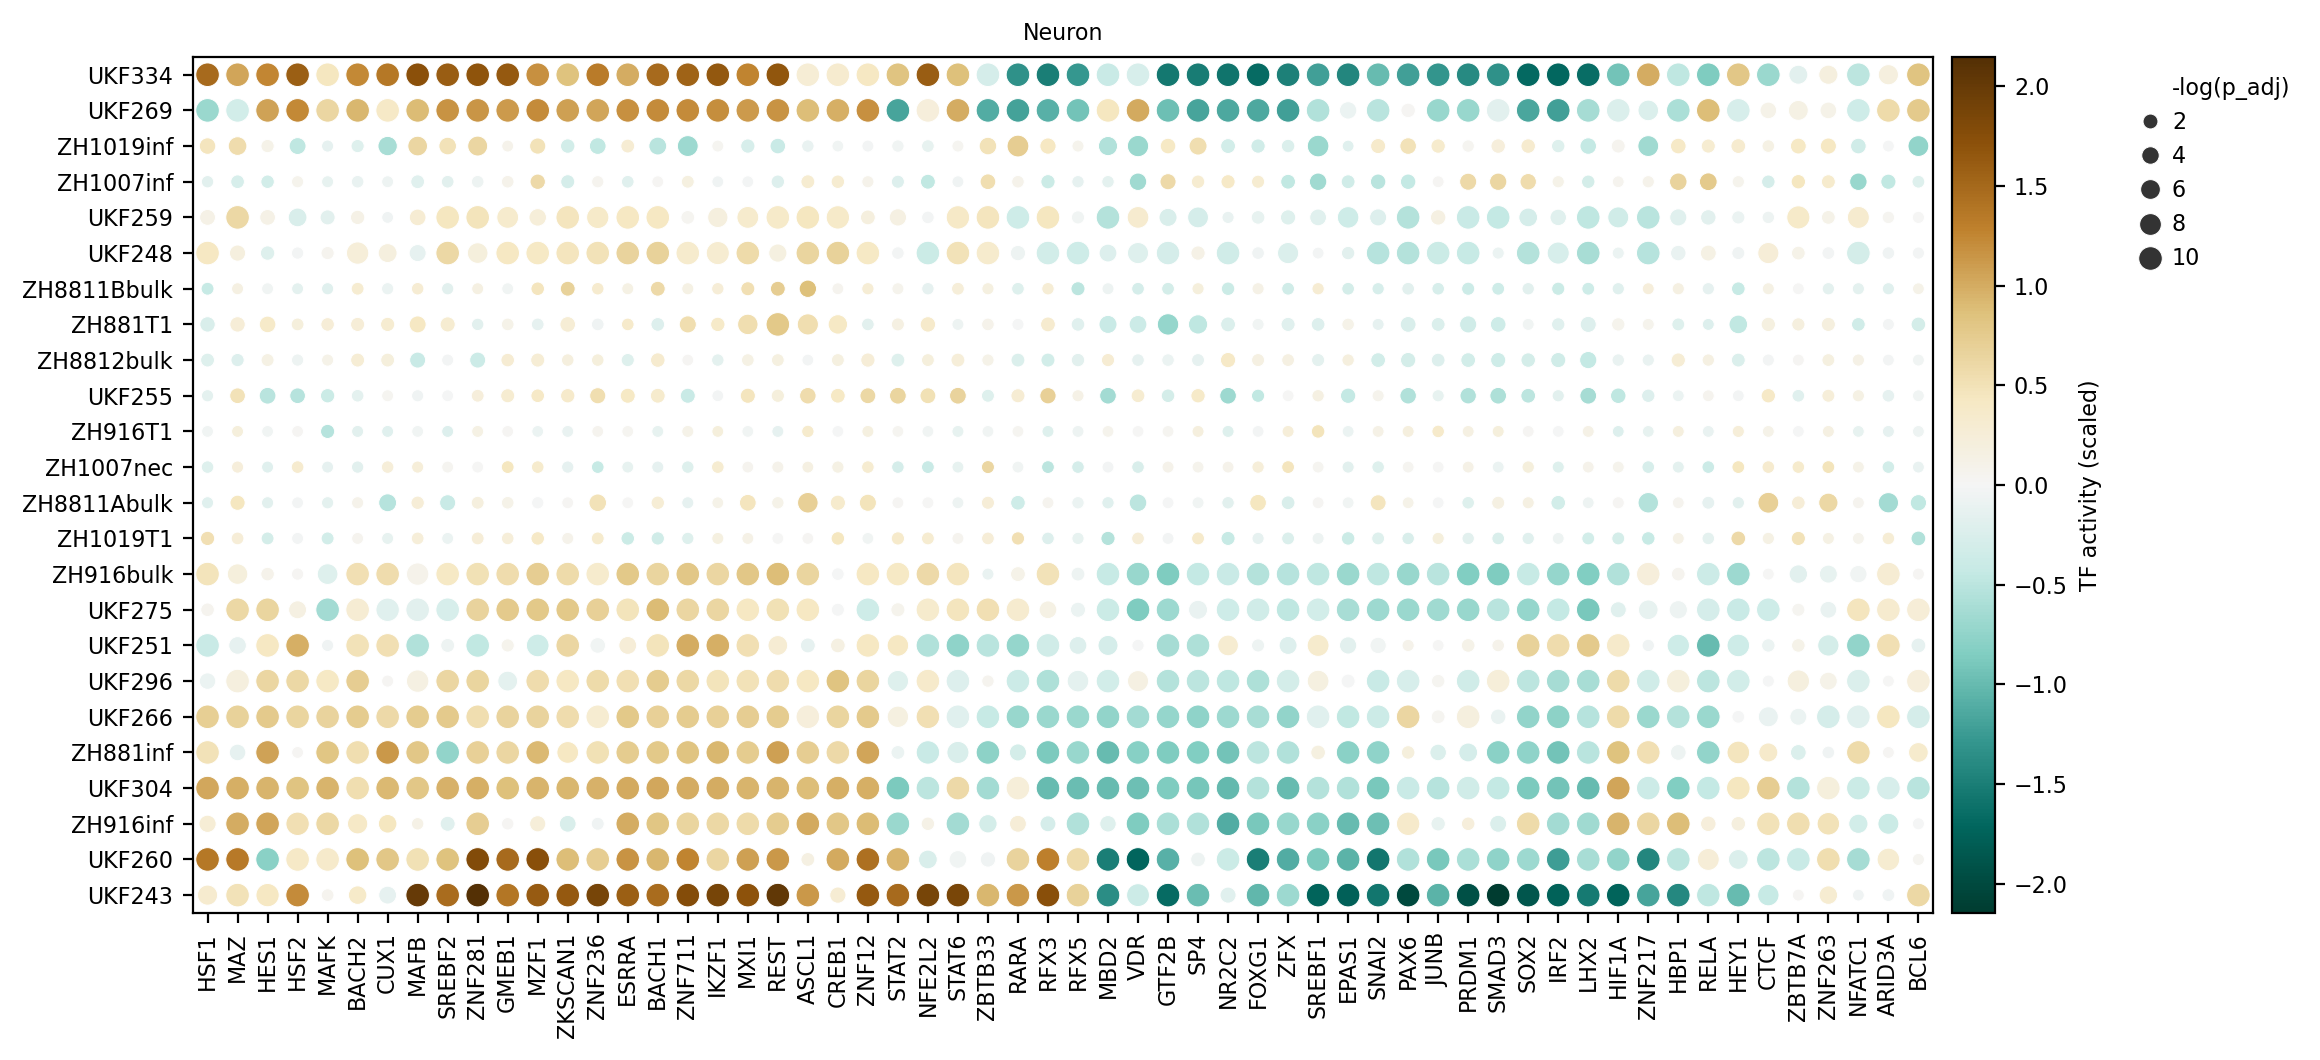 Neuron
UKF334
UKF269
ZH1019inf
ZH1007inf
UKF259
UKF248
ZH8811Bbulk
ZH881T1
ZH8812bulk
UKF255
ZH916T1
ZH1007nec
ZH8811Abulk
ZH1019T1
ZH916bulk
UKF275
UKF251
UKF296
UKF266
ZH881inf
UKF304
ZH916inf
UKF260
UKF243
HSF1
MAZ
HES1
HSF2
MAFK
BACH2
CUX1
MAFB
SREBF2
ZNF281
GMEB1
MZF1
ZKSCAN1
ZNF236
ESRRA
BACH1
ZNF711
IKZF1
MXI1
REST
ASCL1
CREB1
ZNF12
STAT2
NFE2L2
STAT6
ZBTB33
RARA
RFX3
RFX5
MBD2
VDR
GTF2B
SP4
NR2C2
FOXG1
ZFX
SREBF1
EPAS1
SNAI2
PAX6
JUNB
PRDM1
SMAD3
SOX2
IRF2
LHX2
HIF1A
ZNF217
HBP1
RELA
HEY1
CTCF
ZBTB7A
ZNF263
NFATC1
ARID3A
BCL6
2.0
1.5
1.0
0.5
0.0
−0.5
−1.0
−1.5
−2.0
TF activity (scaled)
-log(p_adj)
2
4
6
8
10